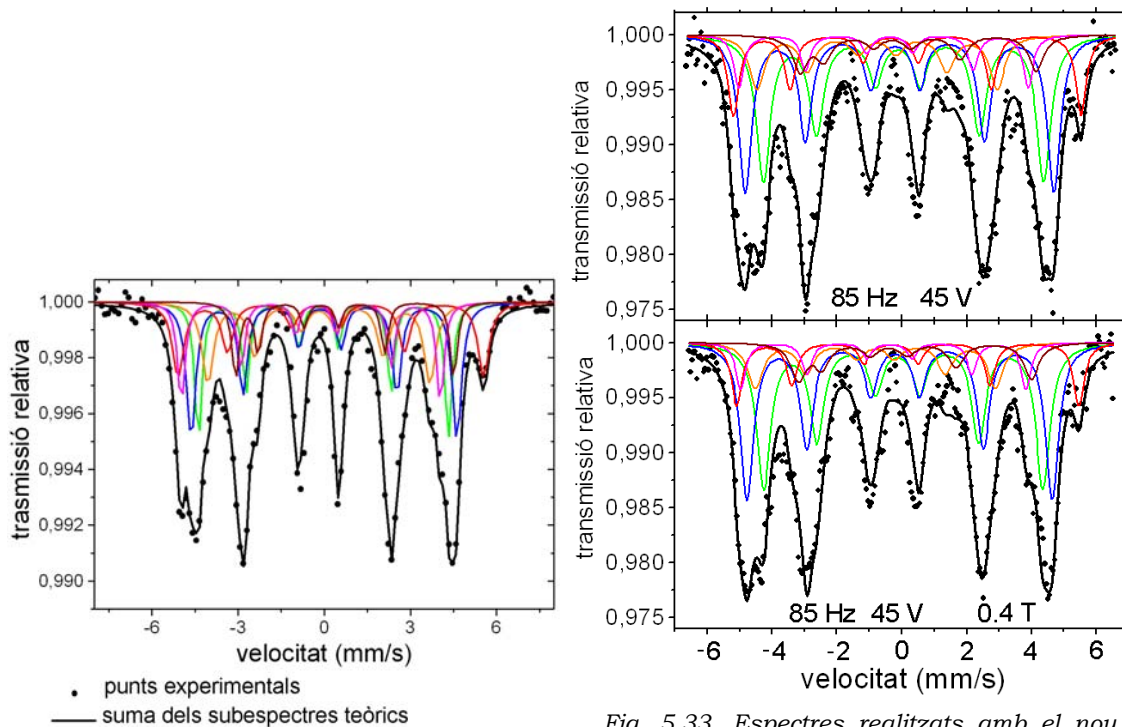 1,000
0,998
0,996
0,994
0,992
0,990
trasmissió relativa
-6 -3 0 3 6
velocitat (mm/s)
punts experimentals
suma dels subespectres teòrics
1,000
0,995
0,990
0,985
0,980
0,975
transmissió relativa
85 Hz 45 V
1,000
0,995
0,990
0,985
0,980
0,975
transmissió relativa
85 Hz 45 V 0.4 T
-6 -4 -2 0 2 4 6
velocitat (mm/s)
Fig. 5.33. Espectres realitzats amb el nou